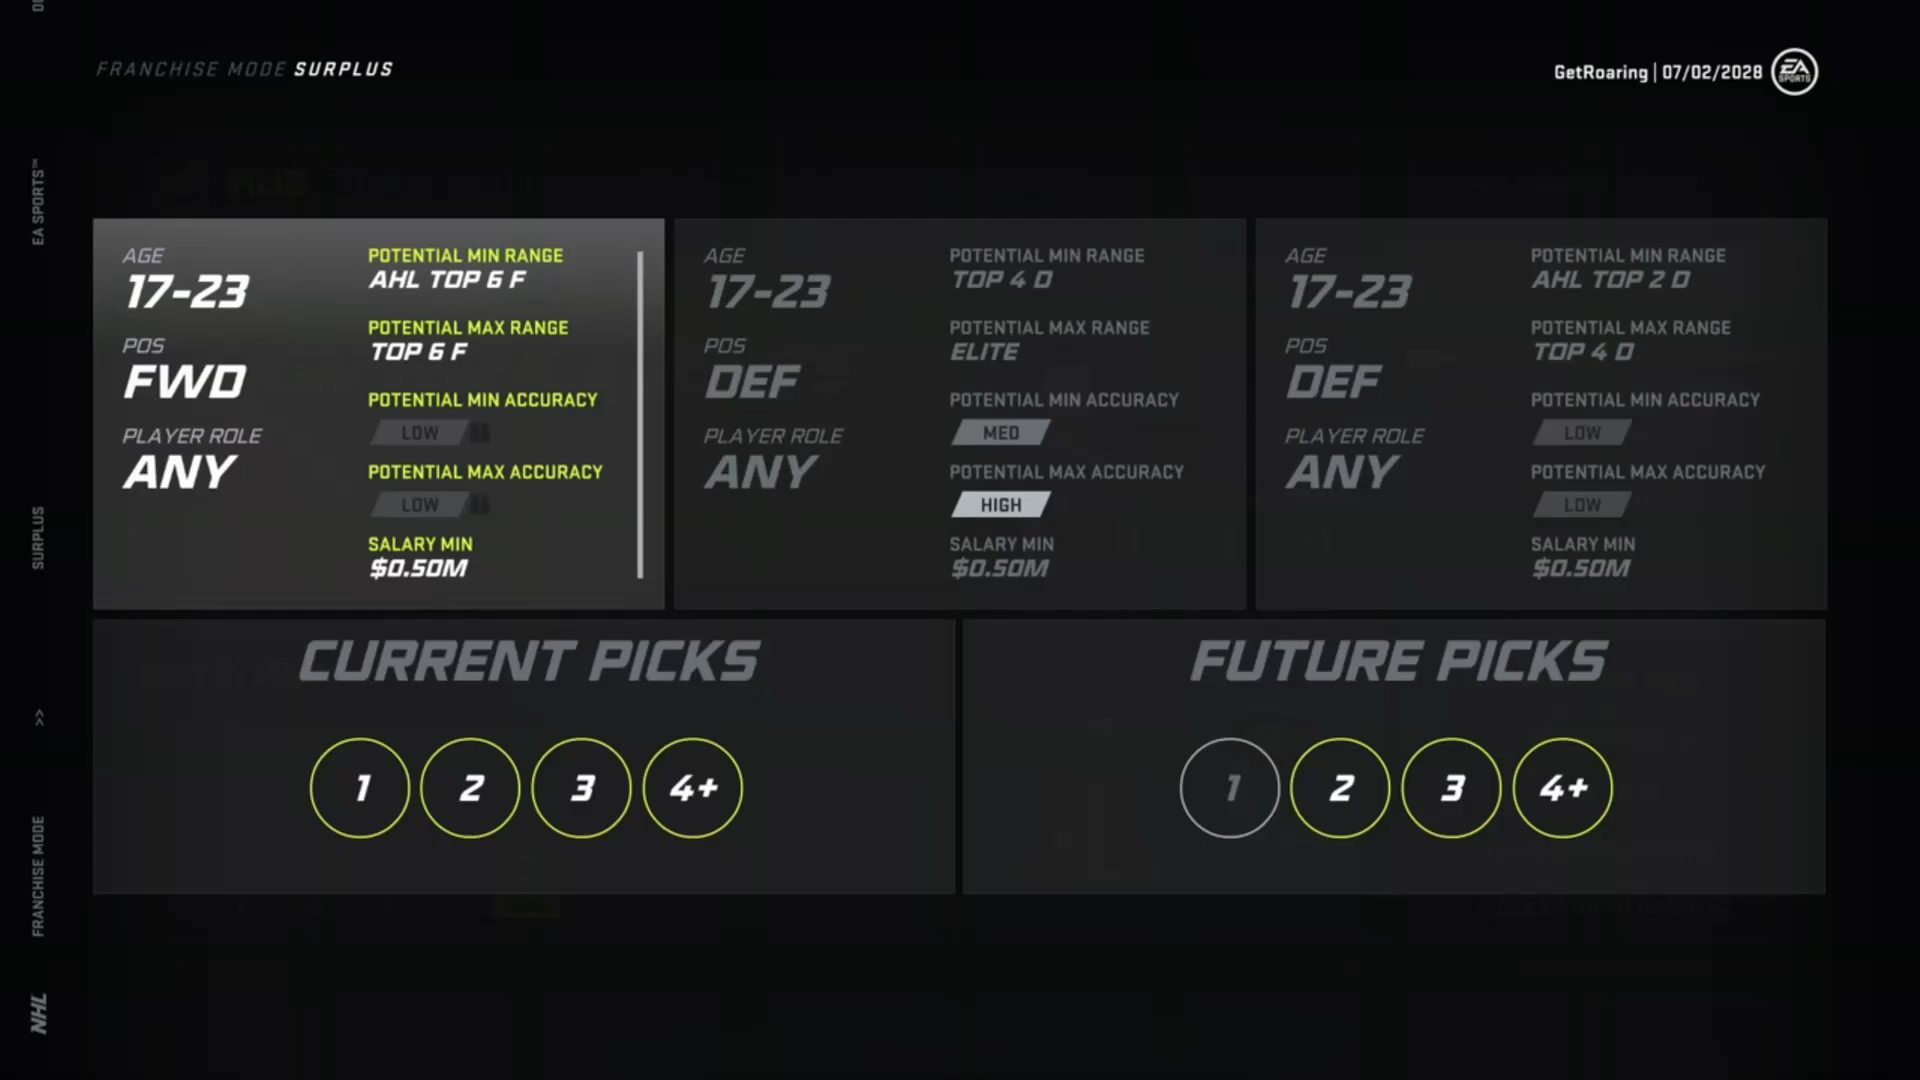 FRANCHISE MODE SURPLUS
GetRoaring | 07/02/2028
EA SPORTS
AGE
17-23
POS
FWD
PLAYER ROLE
ANY
POTENTIAL MIN RANGE
AHL TOP 6 F
POTENTIAL MAX RANGE
TOP 6 F
POTENTIAL MIN ACCURACY
LOW
POTENTIAL MAX ACCURACY
LOW
SALARY MIN
$0.50M
AGE
17-23
POS
DEF
PLAYER ROLE
ANY
POTENTIAL MIN RANGE
TOP 4 D
POTENTIAL MAX RANGE
ELITE
POTENTIAL MIN ACCURACY
MED
POTENTIAL MAX ACCURACY
HIGH
SALARY MIN
$0.50M
AGE
17-23
POS
DEF
PLAYER ROLE
ANY
POTENTIAL MIN RANGE
AHL TOP 2 D
POTENTIAL MAX RANGE
TOP 4 D
POTENTIAL MIN ACCURACY
LOW
POTENTIAL MAX ACCURACY
LOW
SALARY MIN
$0.50M
CURRENT PICKS
1 2 3 4+
FUTURE PICKS
1 2 3 4+
NHL FRANCHISE MODE >> SURPLUS EA SPORTS™